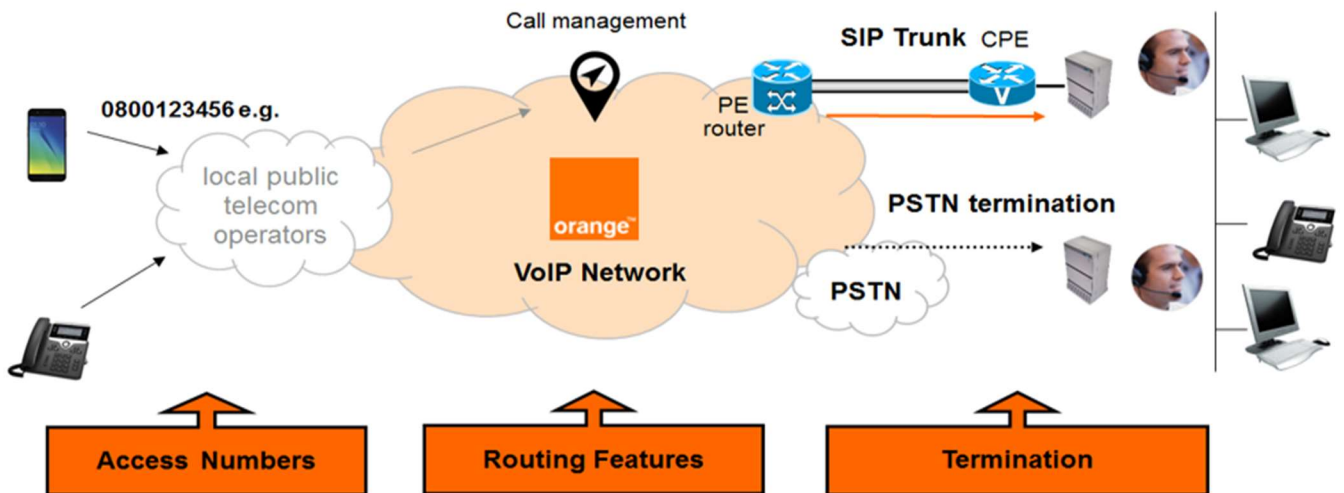 Call management
SIP Trunk
CPE
0800123456 e.g.
PE
router
V
local public
telecom
operators
orange™
PSTN termination
VoIP Network
PSTN
Access Numbers
Routing Features
Termination